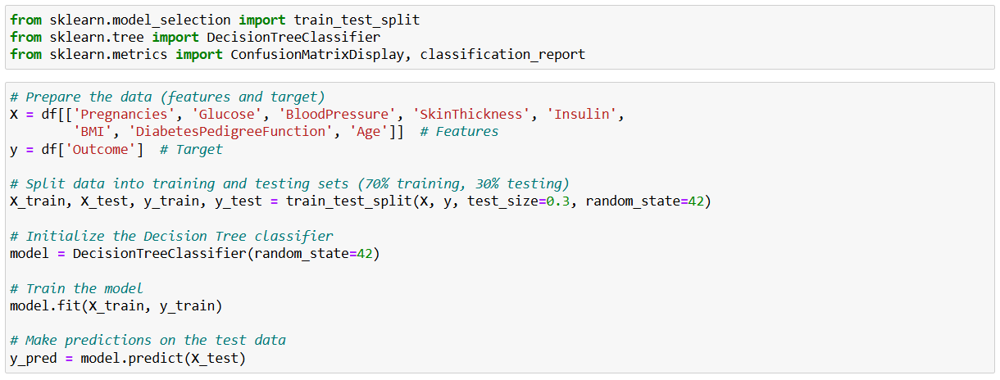 from sklearn.model_selection import train_test_split
from sklearn.tree import DecisionTreeClassifier
from sklearn.metrics import ConfusionMatrixDisplay, classification_report
# Prepare the data (features and target)
X = df[['Pregnancies', 'Glucose', 'BloodPressure', 'SkinThickness', 'Insulin',
        'BMI', 'DiabetesPedigreeFunction', 'Age']]  # Features
y = df['Outcome']  # Target
# Split data into training and testing sets (70% training, 30% testing)
X_train, X_test, y_train, y_test = train_test_split(X, y, test_size=0.3, random_state=42)
# Initialize the Decision Tree classifier
model = DecisionTreeClassifier(random_state=42)
# Train the model
model.fit(X_train, y_train)
# Make predictions on the test data
y_pred = model.predict(X_test)